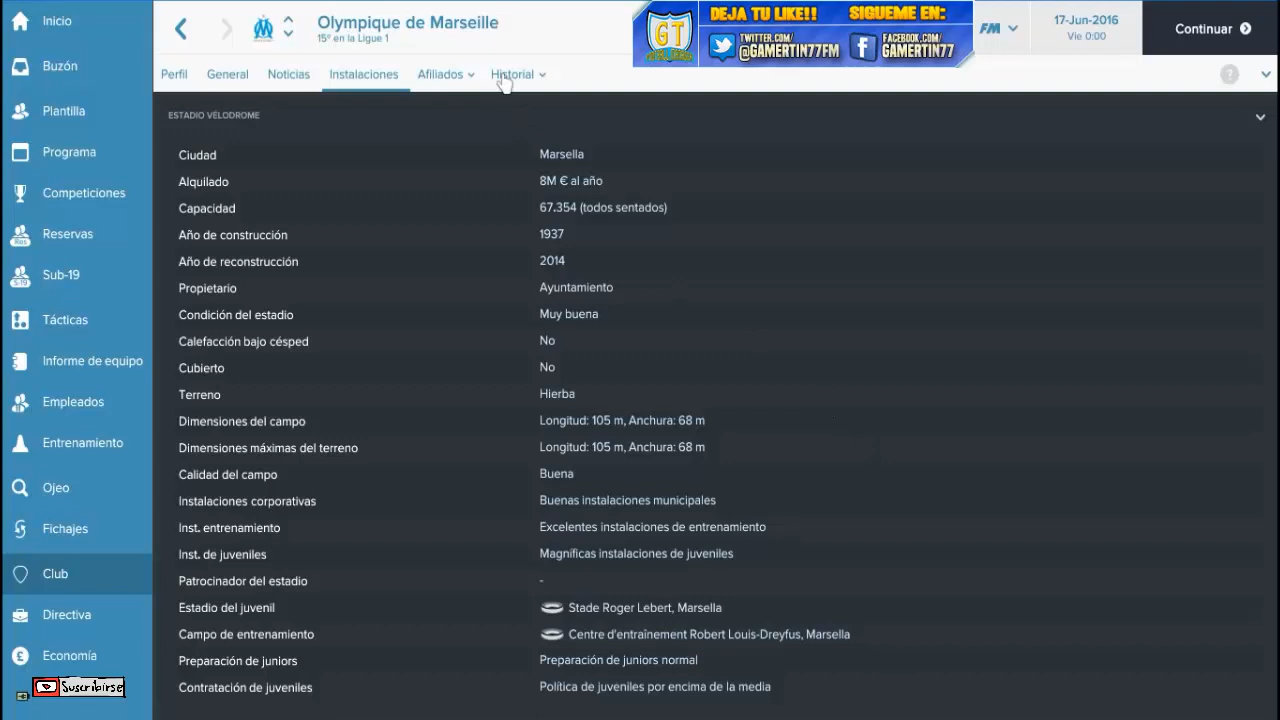 Inicio
Buzón
Plantilla
Programa
Competiciones
Reservas
Sub-19
Tácticas
Informe de equipo
Empleados
Entrenamiento
Ojeo
Fichajes
Club
Directiva
Economía
Suscribirse
Olympique de Marseille
15º en la Ligue 1
GT
DEJA TU LIKE!! SIGUEME EN:
TWITTER.COM/ @GAMERTIN77FM
FACEBOOK.COM/ GAMERTIN77
FM
17-Jun-2016
Vie 0:00
Continuar
Perfil General Noticias Instalaciones Afiliados Historial
ESTADIO VÉLODROME
Ciudad Marsella
Alquilado 8M € al año
Capacidad 67.354 (todos sentados)
Año de construcción 1937
Año de reconstrucción 2014
Propietario Ayuntamiento
Condición del estadio Muy buena
Calefacción bajo césped No
Cubierto No
Terreno Hierba
Dimensiones del campo Longitud: 105 m, Anchura: 68 m
Dimensiones máximas del terreno Longitud: 105 m, Anchura: 68 m
Calidad del campo Buena
Instalaciones corporativas Buenas instalaciones municipales
Inst. entrenamiento Excelentes instalaciones de entrenamiento
Inst. de juveniles Magníficas instalaciones de juveniles
Patrocinador del estadio -
Estadio del juvenil Stade Roger Lebert, Marsella
Campo de entrenamiento Centre d'entraînement Robert Louis-Dreyfus, Marsella
Preparación de juniors Preparación de juniors normal
Contratación de juveniles Política de juveniles por encima de la media